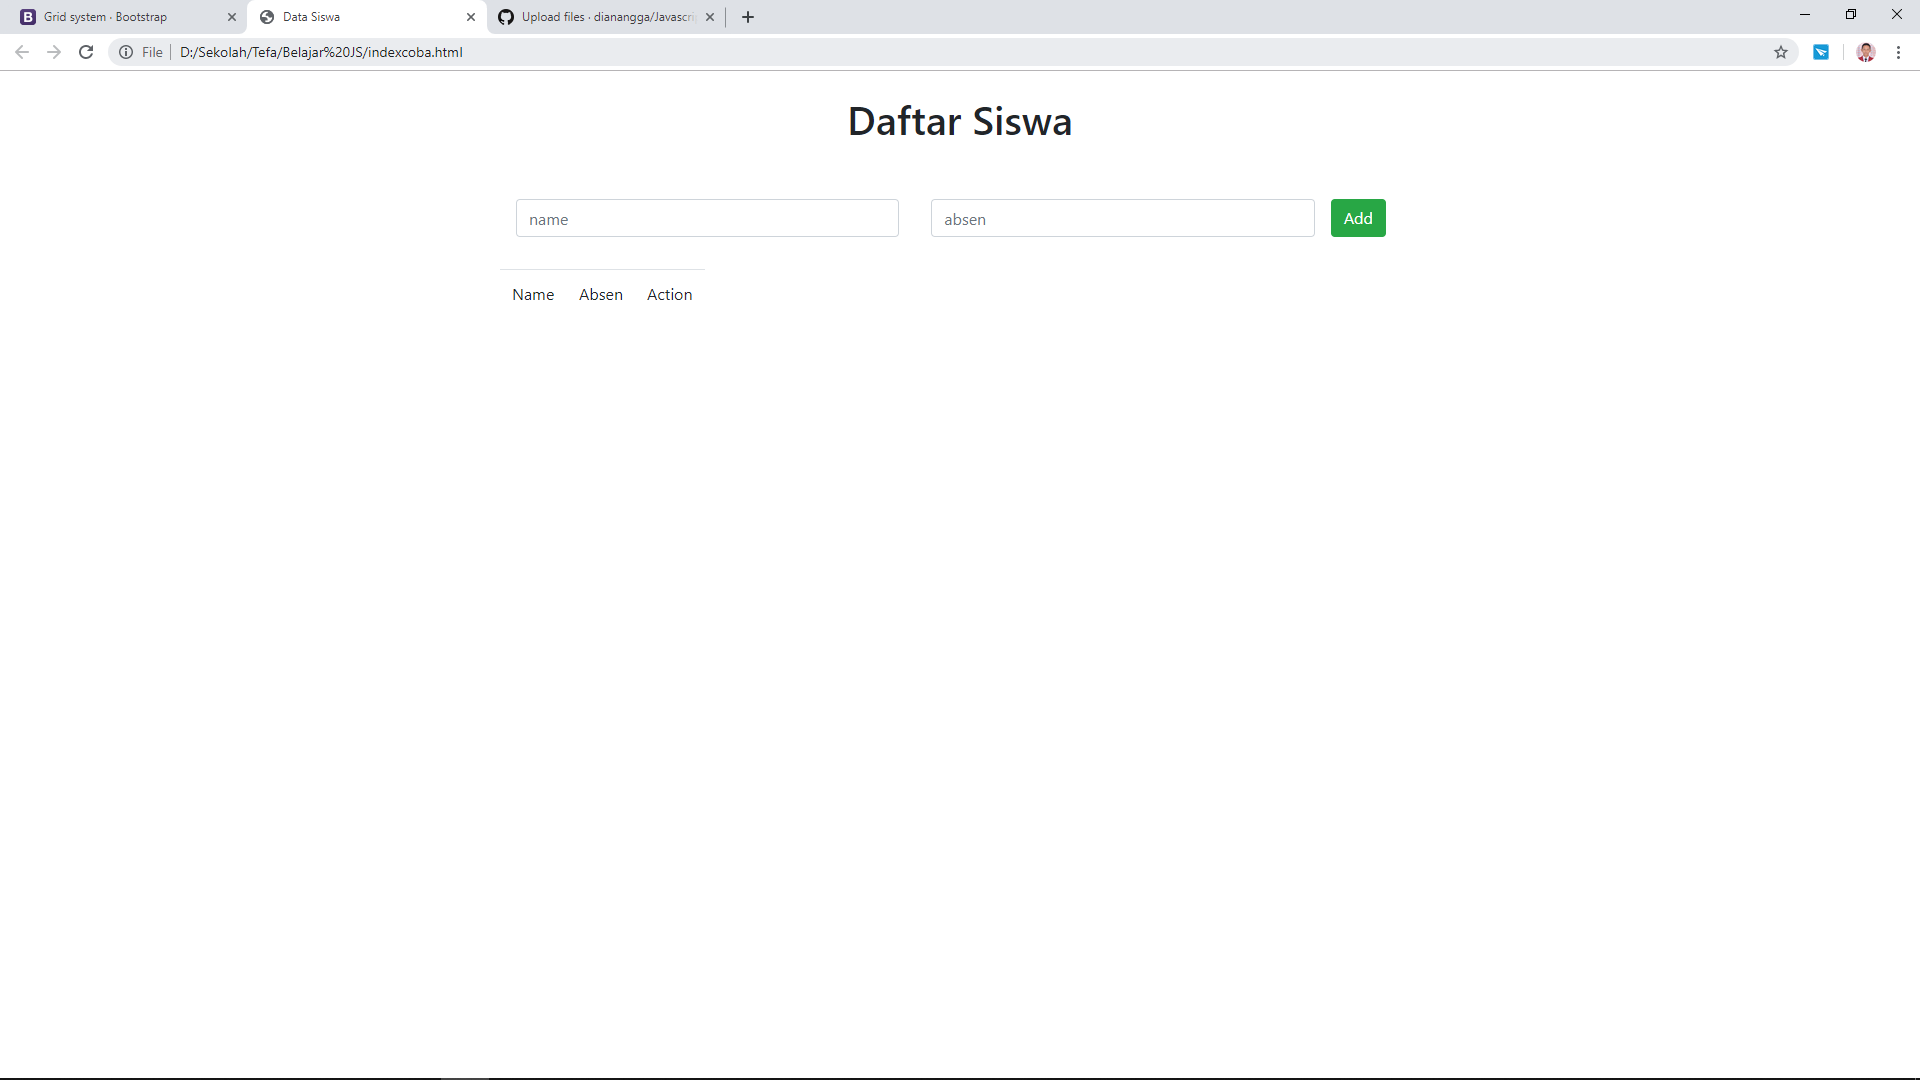 Grid system · Bootstrap
Data Siswa
Upload files · dianangga/Javascri
File
D:/Sekolah/Tefa/Belajar%20JS/indexcoba.html
Daftar Siswa
name
absen
Add
Name Absen Action